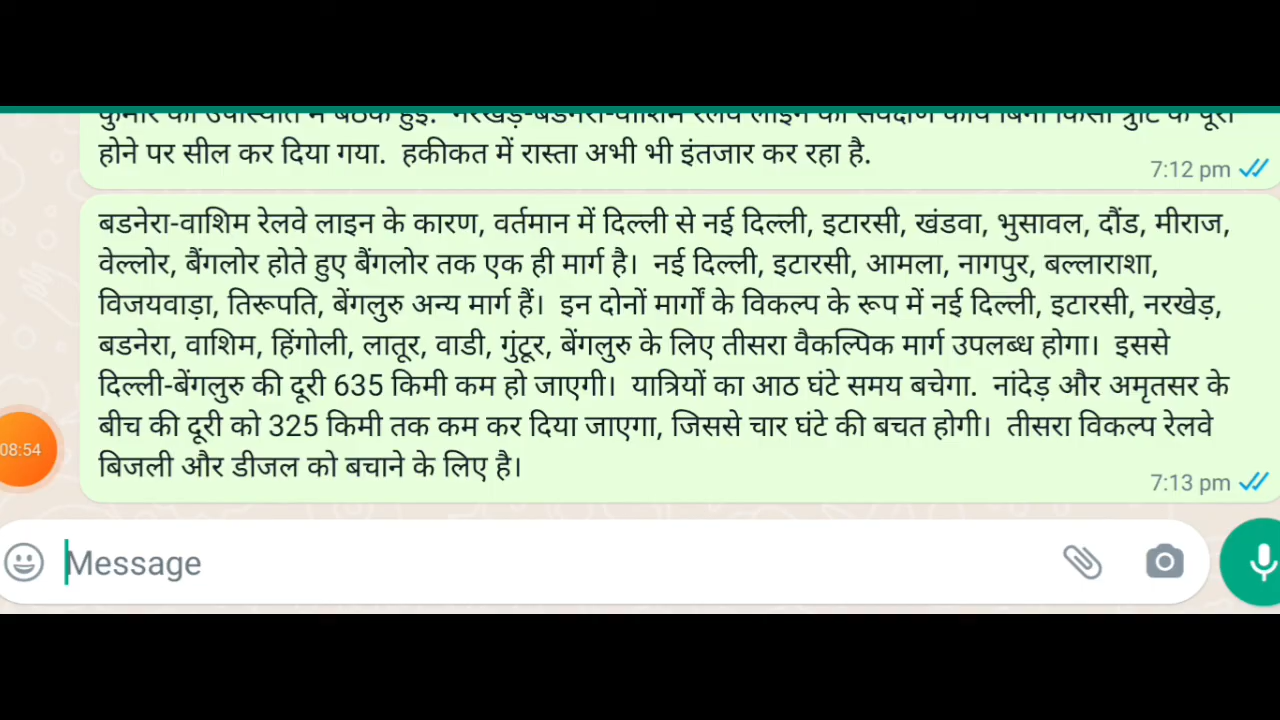 होने पर सील कर दिया गया. हकीकत में रास्ता अभी भी इंतजार कर रहा है.
7:12 pm
बडनेरा-वाशिम रेलवे लाइन के कारण, वर्तमान में दिल्ली से नई दिल्ली, इटारसी, खंडवा, भुसावल, दौंड, मीराज,
वेल्लोर, बैंगलोर होते हुए बैंगलोर तक एक ही मार्ग है। नई दिल्ली, इटारसी, आमला, नागपुर, बल्लाराशा,
विजयवाड़ा, तिरूपति, बेंगलुरु अन्य मार्ग हैं। इन दोनों मार्गों के विकल्प के रूप में नई दिल्ली, इटारसी, नरखेड़,
बडनेरा, वाशिम, हिंगोली, लातूर, वाडी, गुंटूर, बेंगलुरु के लिए तीसरा वैकल्पिक मार्ग उपलब्ध होगा। इससे
दिल्ली-बेंगलुरु की दूरी 635 किमी कम हो जाएगी। यात्रियों का आठ घंटे समय बचेगा. नांदेड़ और अमृतसर के
बीच की दूरी को 325 किमी तक कम कर दिया जाएगा, जिससे चार घंटे की बचत होगी। तीसरा विकल्प रेलवे
बिजली और डीजल को बचाने के लिए है।
7:13 pm
08:54
Message